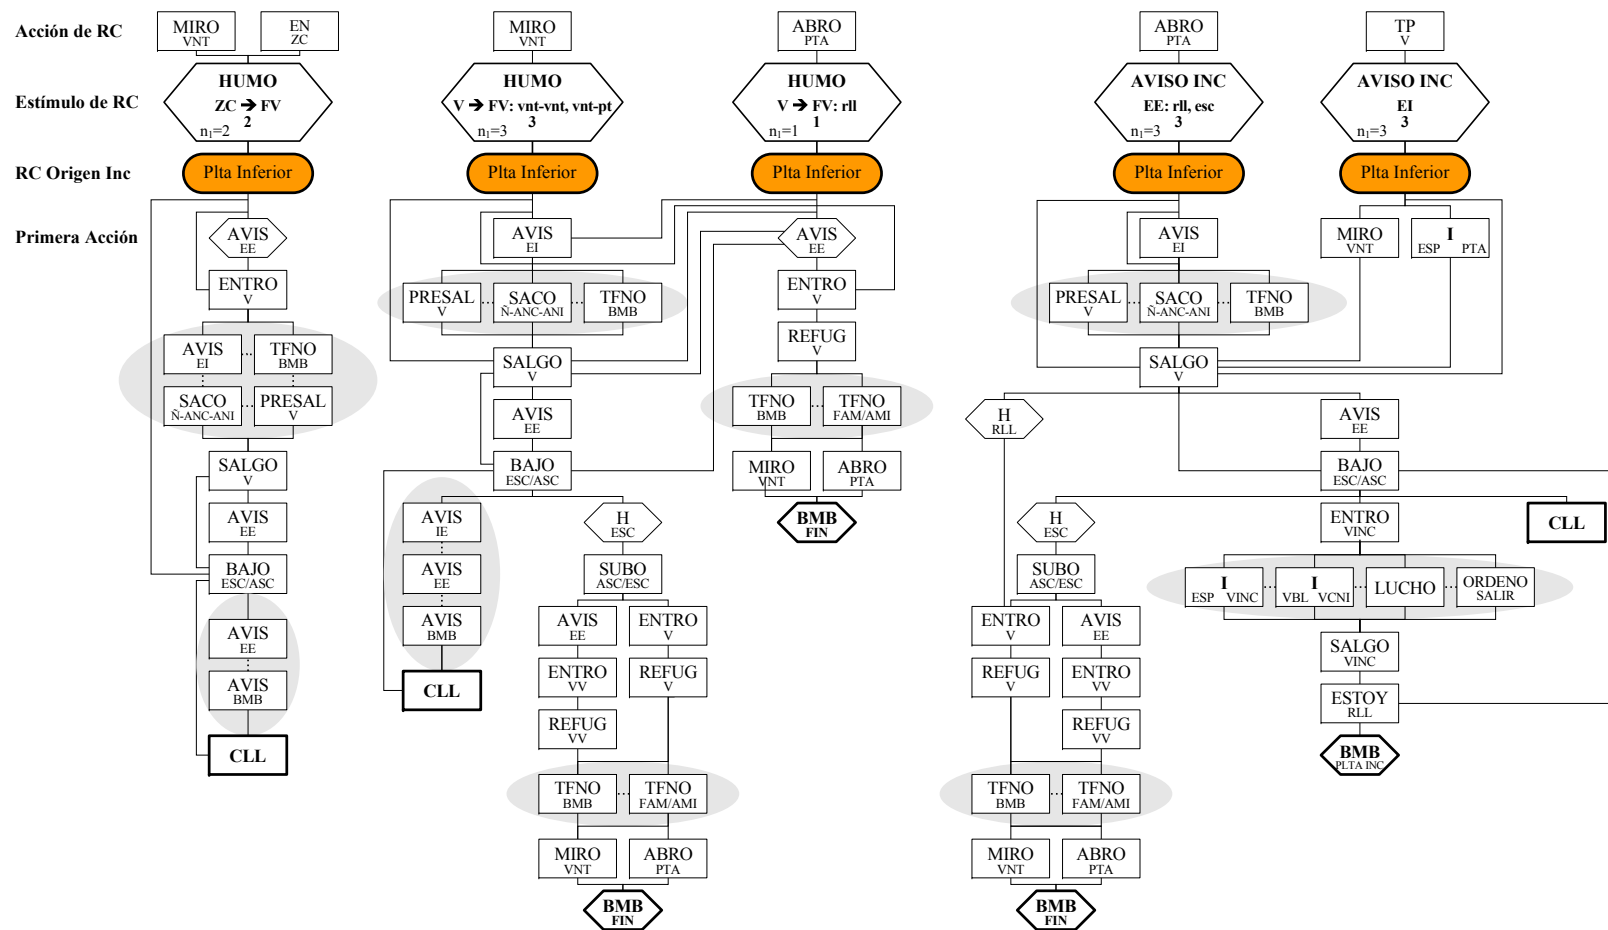 Acción de RC
MIRO
VNT
EN
ZC
MIRO
VNT
ABRO
PTA
ABRO
PTA
TP
V
Estímulo de RC
HUMO
ZC ➔ FV
2
n₁=2
HUMO
V ➔ FV: vnt-vnt, vnt-pt
3
n₁=3
HUMO
V ➔ FV: rll
1
n₁=1
AVISO INC
EE: rll, esc
3
n₁=3
AVISO INC
EI
3
n₁=3
RC Origen Inc
Plta Inferior
Plta Inferior
Plta Inferior
Plta Inferior
Plta Inferior
Primera Acción
AVIS
EE
ENTRO
V
AVIS
EI
TFNO
BMB
SACO
Ñ-ANC-ANI
PRESAL
V
SALGO
V
AVIS
EE
BAJO
ESC/ASC
AVIS
EE
AVIS
BMB
CLL
AVIS
EI
PRESAL
V
SACO
Ñ-ANC-ANI
TFNO
BMB
SALGO
V
AVIS
EE
BAJO
ESC/ASC
AVIS
IE
AVIS
EE
AVIS
BMB
CLL
H
ESC
SUBO
ASC/ESC
AVIS
EE
ENTRO
V
ENTRO
VV
REFUG
V
REFUG
VV
TFNO
BMB
TFNO
FAM/AMI
MIRO
VNT
ABRO
PTA
BMB
FIN
AVIS
EE
ENTRO
V
REFUG
V
TFNO
BMB
TFNO
FAM/AMI
MIRO
VNT
ABRO
PTA
BMB
FIN
AVIS
EI
PRESAL
V
SACO
Ñ-ANC-ANI
TFNO
BMB
SALGO
V
MIRO
VNT
I
ESP PTA
H
RLL
AVIS
EE
BAJO
ESC/ASC
H
ESC
SUBO
ASC/ESC
ENTRO
V
AVIS
EE
REFUG
V
ENTRO
VV
REFUG
VV
TFNO
BMB
TFNO
FAM/AMI
MIRO
VNT
ABRO
PTA
BMB
FIN
ENTRO
VINC
CLL
I
ESP VINC
I
VBL VCNI
LUCHO
ORDENO
SALIR
SALGO
VINC
ESTOY
RLL
BMB
PLTA INC